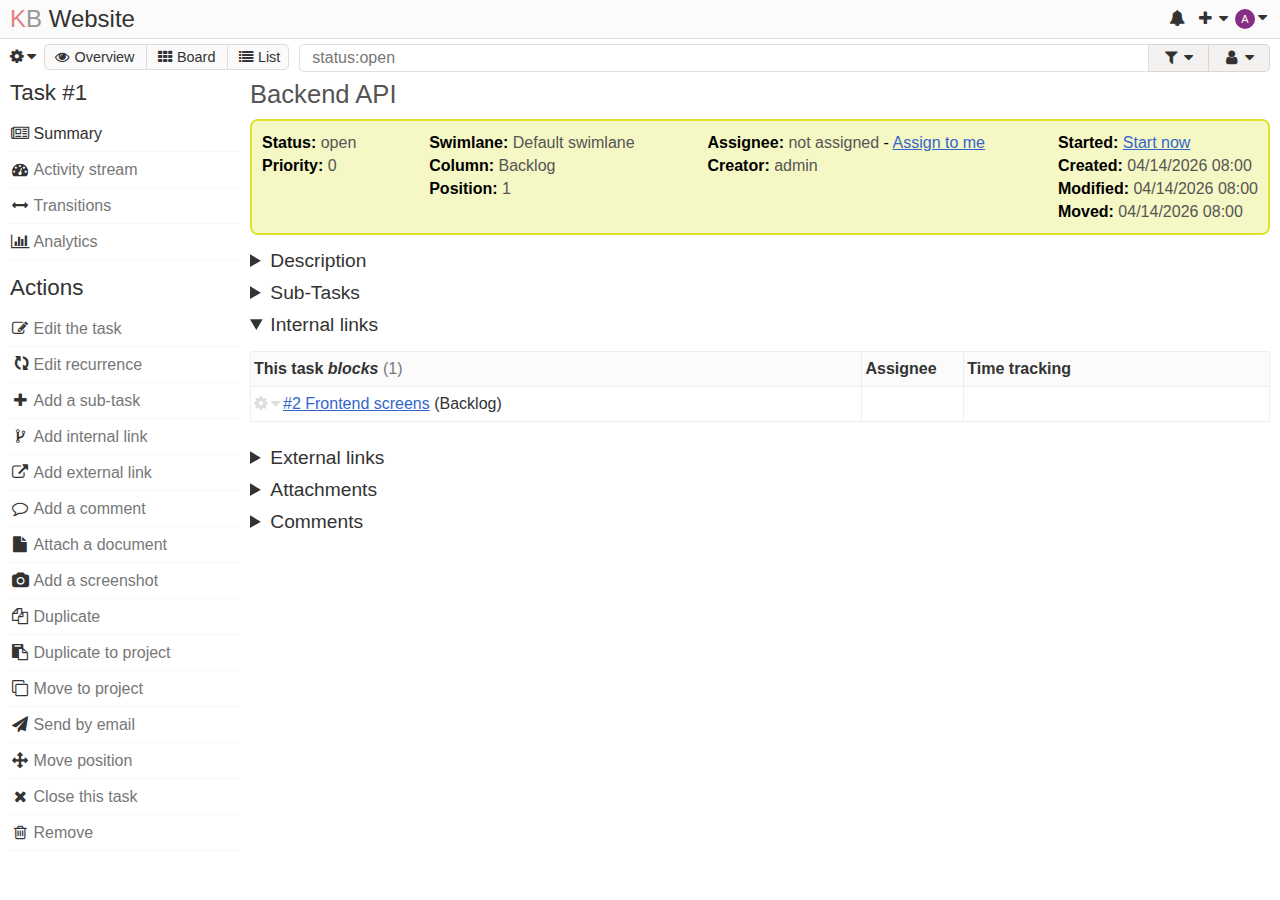 KB Website
A
Overview
Board
List
status:open
Task #1
Summary
Activity stream
Transitions
Analytics
Actions
Edit the task
Edit recurrence
Add a sub-task
Add internal link
Add external link
Add a comment
Attach a document
Add a screenshot
Duplicate
Duplicate to project
Move to project
Send by email
Move position
Close this task
Remove
Backend API
Status: open
Priority: 0
Swimlane: Default swimlane
Column: Backlog
Position: 1
Assignee: not assigned - Assign to me
Creator: admin
Started: Start now
Created: 04/14/2026 08:00
Modified: 04/14/2026 08:00
Moved: 04/14/2026 08:00
Description
Sub-Tasks
Internal links
This task blocks (1) Assignee Time tracking
#2 Frontend screens (Backlog)
External links
Attachments
Comments